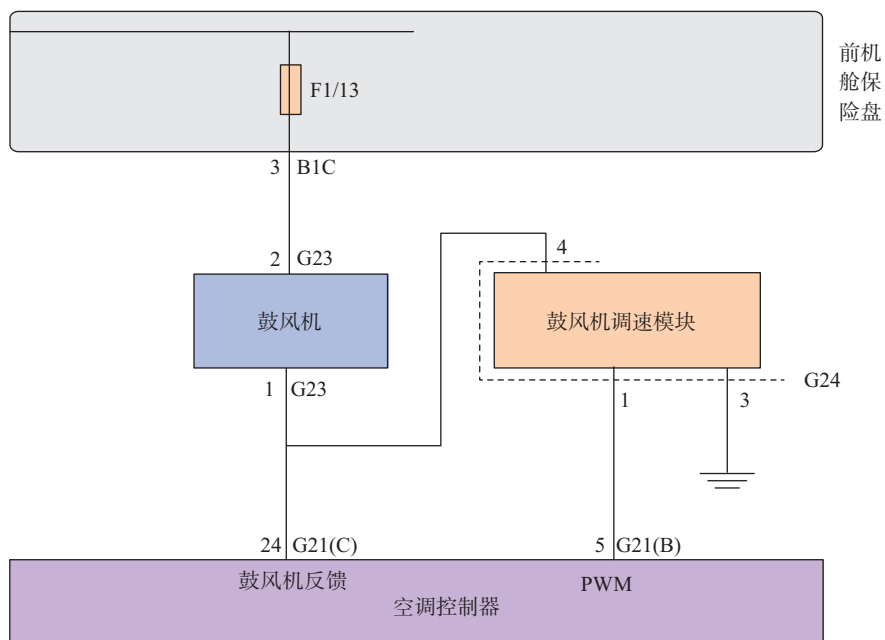 前机
舱保
险盘
F1/13
3 B1C
2 G23
4
鼓风机
鼓风机调速模块
G24
1 G23
1
3
24 G21(C)
5 G21(B)
鼓风机反馈
PWM
空调控制器